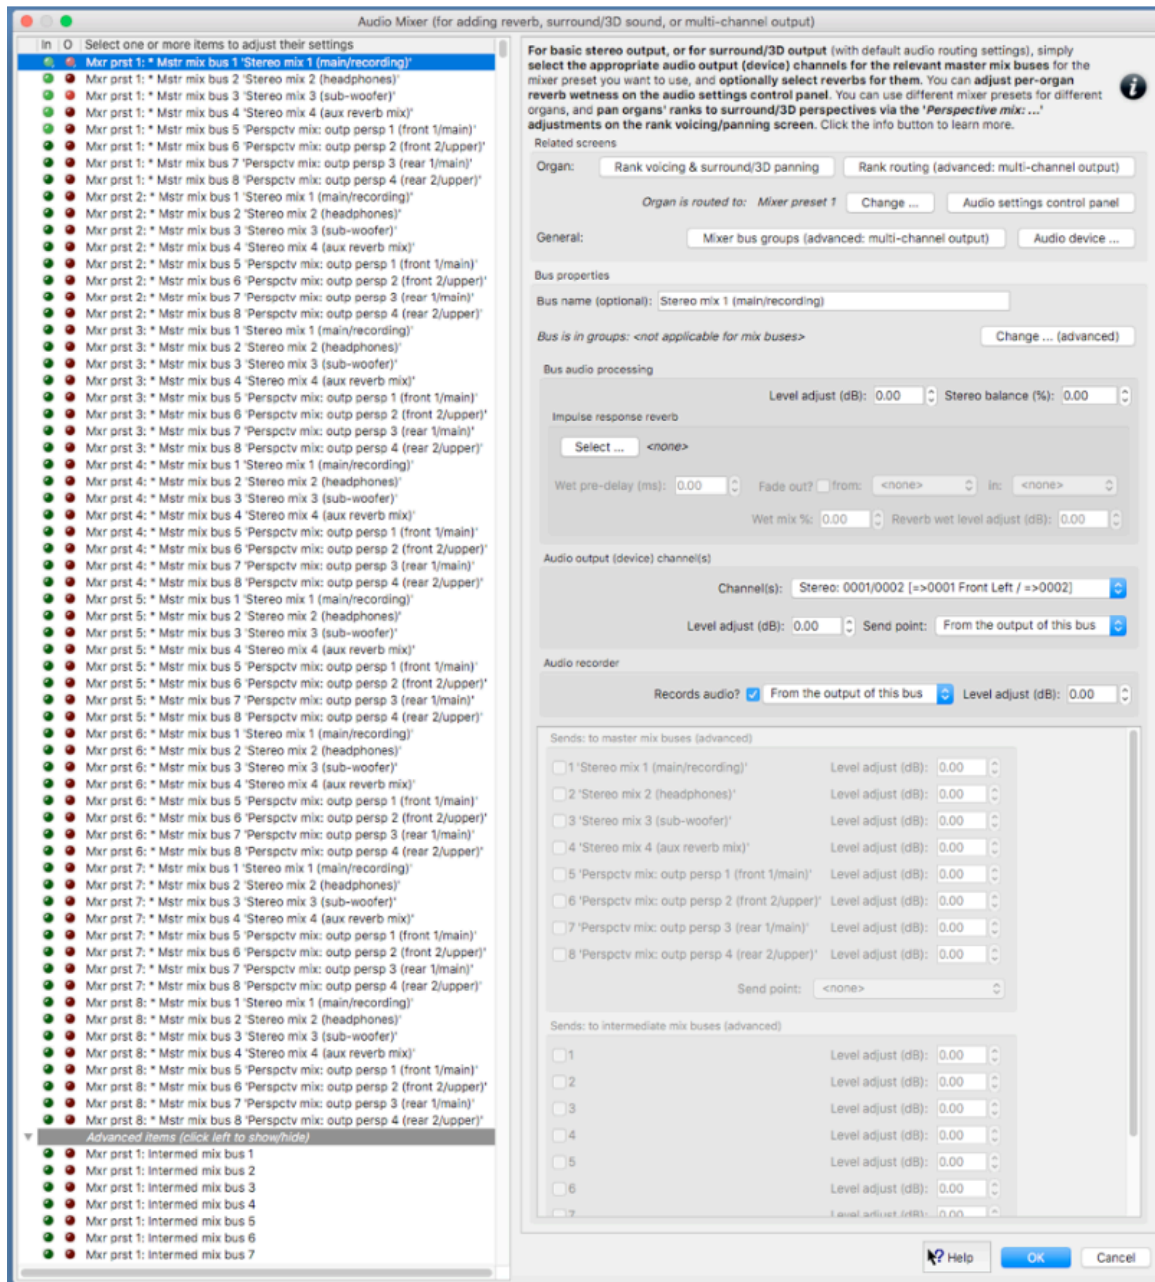 Audio Mixer (for adding reverb, surround/3D sound, or multi-channel output)
In O Select one or more items to adjust their settings
Mxr prst 1: * Mstr mix bus 1 'Stereo mix 1 (main/recording)'
Mxr prst 1: * Mstr mix bus 2 'Stereo mix 2 (headphones)'
Mxr prst 1: * Mstr mix bus 3 'Stereo mix 3 (sub-woofer)'
Mxr prst 1: * Mstr mix bus 4 'Stereo mix 4 (aux reverb mix)'
Mxr prst 1: * Mstr mix bus 5 'Perspctv mix: outp persp 1 (front 1/main)'
Mxr prst 1: * Mstr mix bus 6 'Perspctv mix: outp persp 2 (front 2/upper)'
Mxr prst 1: * Mstr mix bus 7 'Perspctv mix: outp persp 3 (rear 1/main)'
Mxr prst 1: * Mstr mix bus 8 'Perspctv mix: outp persp 4 (rear 2/upper)'
Mxr prst 2: * Mstr mix bus 1 'Stereo mix 1 (main/recording)'
Mxr prst 2: * Mstr mix bus 2 'Stereo mix 2 (headphones)'
Mxr prst 2: * Mstr mix bus 3 'Stereo mix 3 (sub-woofer)'
Mxr prst 2: * Mstr mix bus 4 'Stereo mix 4 (aux reverb mix)'
Mxr prst 2: * Mstr mix bus 5 'Perspctv mix: outp persp 1 (front 1/main)'
Mxr prst 2: * Mstr mix bus 6 'Perspctv mix: outp persp 2 (front 2/upper)'
Mxr prst 2: * Mstr mix bus 7 'Perspctv mix: outp persp 3 (rear 1/main)'
Mxr prst 2: * Mstr mix bus 8 'Perspctv mix: outp persp 4 (rear 2/upper)'
Mxr prst 3: * Mstr mix bus 1 'Stereo mix 1 (main/recording)'
Mxr prst 3: * Mstr mix bus 2 'Stereo mix 2 (headphones)'
Mxr prst 3: * Mstr mix bus 3 'Stereo mix 3 (sub-woofer)'
Mxr prst 3: * Mstr mix bus 4 'Stereo mix 4 (aux reverb mix)'
Mxr prst 3: * Mstr mix bus 5 'Perspctv mix: outp persp 1 (front 1/main)'
Mxr prst 3: * Mstr mix bus 6 'Perspctv mix: outp persp 2 (front 2/upper)'
Mxr prst 3: * Mstr mix bus 7 'Perspctv mix: outp persp 3 (rear 1/main)'
Mxr prst 3: * Mstr mix bus 8 'Perspctv mix: outp persp 4 (rear 2/upper)'
Mxr prst 4: * Mstr mix bus 1 'Stereo mix 1 (main/recording)'
Mxr prst 4: * Mstr mix bus 2 'Stereo mix 2 (headphones)'
Mxr prst 4: * Mstr mix bus 3 'Stereo mix 3 (sub-woofer)'
Mxr prst 4: * Mstr mix bus 4 'Stereo mix 4 (aux reverb mix)'
Mxr prst 4: * Mstr mix bus 5 'Perspctv mix: outp persp 1 (front 1/main)'
Mxr prst 4: * Mstr mix bus 6 'Perspctv mix: outp persp 2 (front 2/upper)'
Mxr prst 4: * Mstr mix bus 7 'Perspctv mix: outp persp 3 (rear 1/main)'
Mxr prst 4: * Mstr mix bus 8 'Perspctv mix: outp persp 4 (rear 2/upper)'
Mxr prst 5: * Mstr mix bus 1 'Stereo mix 1 (main/recording)'
Mxr prst 5: * Mstr mix bus 2 'Stereo mix 2 (headphones)'
Mxr prst 5: * Mstr mix bus 3 'Stereo mix 3 (sub-woofer)'
Mxr prst 5: * Mstr mix bus 4 'Stereo mix 4 (aux reverb mix)'
Mxr prst 5: * Mstr mix bus 5 'Perspctv mix: outp persp 1 (front 1/main)'
Mxr prst 5: * Mstr mix bus 6 'Perspctv mix: outp persp 2 (front 2/upper)'
Mxr prst 5: * Mstr mix bus 7 'Perspctv mix: outp persp 3 (rear 1/main)'
Mxr prst 5: * Mstr mix bus 8 'Perspctv mix: outp persp 4 (rear 2/upper)'
Mxr prst 6: * Mstr mix bus 1 'Stereo mix 1 (main/recording)'
Mxr prst 6: * Mstr mix bus 2 'Stereo mix 2 (headphones)'
Mxr prst 6: * Mstr mix bus 3 'Stereo mix 3 (sub-woofer)'
Mxr prst 6: * Mstr mix bus 4 'Stereo mix 4 (aux reverb mix)'
Mxr prst 6: * Mstr mix bus 5 'Perspctv mix: outp persp 1 (front 1/main)'
Mxr prst 6: * Mstr mix bus 6 'Perspctv mix: outp persp 2 (front 2/upper)'
Mxr prst 6: * Mstr mix bus 7 'Perspctv mix: outp persp 3 (rear 1/main)'
Mxr prst 6: * Mstr mix bus 8 'Perspctv mix: outp persp 4 (rear 2/upper)'
Mxr prst 7: * Mstr mix bus 1 'Stereo mix 1 (main/recording)'
Mxr prst 7: * Mstr mix bus 2 'Stereo mix 2 (headphones)'
Mxr prst 7: * Mstr mix bus 3 'Stereo mix 3 (sub-woofer)'
Mxr prst 7: * Mstr mix bus 4 'Stereo mix 4 (aux reverb mix)'
Mxr prst 7: * Mstr mix bus 5 'Perspctv mix: outp persp 1 (front 1/main)'
Mxr prst 7: * Mstr mix bus 6 'Perspctv mix: outp persp 2 (front 2/upper)'
Mxr prst 7: * Mstr mix bus 7 'Perspctv mix: outp persp 3 (rear 1/main)'
Mxr prst 7: * Mstr mix bus 8 'Perspctv mix: outp persp 4 (rear 2/upper)'
Mxr prst 8: * Mstr mix bus 1 'Stereo mix 1 (main/recording)'
Mxr prst 8: * Mstr mix bus 2 'Stereo mix 2 (headphones)'
Mxr prst 8: * Mstr mix bus 3 'Stereo mix 3 (sub-woofer)'
Mxr prst 8: * Mstr mix bus 4 'Stereo mix 4 (aux reverb mix)'
Mxr prst 8: * Mstr mix bus 5 'Perspctv mix: outp persp 1 (front 1/main)'
Mxr prst 8: * Mstr mix bus 6 'Perspctv mix: outp persp 2 (front 2/upper)'
Mxr prst 8: * Mstr mix bus 7 'Perspctv mix: outp persp 3 (rear 1/main)'
Mxr prst 8: * Mstr mix bus 8 'Perspctv mix: outp persp 4 (rear 2/upper)'
Advanced items (click left to show/hide)
Mxr prst 1: Intermed mix bus 1
Mxr prst 1: Intermed mix bus 2
Mxr prst 1: Intermed mix bus 3
Mxr prst 1: Intermed mix bus 4
Mxr prst 1: Intermed mix bus 5
Mxr prst 1: Intermed mix bus 6
Mxr prst 1: Intermed mix bus 7
For basic stereo output, or for surround/3D output (with default audio routing settings), simply
select the appropriate audio output (device) channels for the relevant master mix buses for the
mixer preset you want to use, and optionally select reverbs for them. You can adjust per-organ
reverb wetness on the audio settings control panel. You can use different mixer presets for different
organs, and pan organs' ranks to surround/3D perspectives via the 'Perspective mix: ...'
adjustments on the rank voicing/panning screen. Click the info button to learn more.
i
Related screens
Organ: Rank voicing & surround/3D panning Rank routing (advanced: multi-channel output)
Organ is routed to: Mixer preset 1 Change ... Audio settings control panel
General: Mixer bus groups (advanced: multi-channel output) Audio device ...
Bus properties
Bus name (optional): Stereo mix 1 (main/recording)
Bus is in groups: <not applicable for mix buses> Change ... (advanced)
Bus audio processing
Level adjust (dB): 0.00 Stereo balance (%): 0.00
Impulse response reverb
Select ... <none>
Wet pre-delay (ms): 0.00 Fade out? from: <none> in: <none>
Wet mix %: 0.00 Reverb wet level adjust (dB): 0.00
Audio output (device) channel(s)
Channel(s): Stereo: 0001/0002 [=>0001 Front Left / =>0002]
Level adjust (dB): 0.00 Send point: From the output of this bus
Audio recorder
Records audio? From the output of this bus Level adjust (dB): 0.00
Sends: to master mix buses (advanced)
1 'Stereo mix 1 (main/recording)' Level adjust (dB): 0.00
2 'Stereo mix 2 (headphones)' Level adjust (dB): 0.00
3 'Stereo mix 3 (sub-woofer)' Level adjust (dB): 0.00
4 'Stereo mix 4 (aux reverb mix)' Level adjust (dB): 0.00
5 'Perspctv mix: outp persp 1 (front 1/main)' Level adjust (dB): 0.00
6 'Perspctv mix: outp persp 2 (front 2/upper)' Level adjust (dB): 0.00
7 'Perspctv mix: outp persp 3 (rear 1/main)' Level adjust (dB): 0.00
8 'Perspctv mix: outp persp 4 (rear 2/upper)' Level adjust (dB): 0.00
Send point: <none>
Sends: to intermediate mix buses (advanced)
1 Level adjust (dB): 0.00
2 Level adjust (dB): 0.00
3 Level adjust (dB): 0.00
4 Level adjust (dB): 0.00
5 Level adjust (dB): 0.00
6 Level adjust (dB): 0.00
7 Level adjust (dB): 0.00
? Help OK Cancel